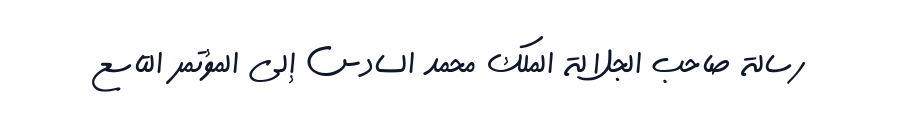 رسالة صاحب الجلالة الملك محمد السادس إلى المؤتمر التاسع